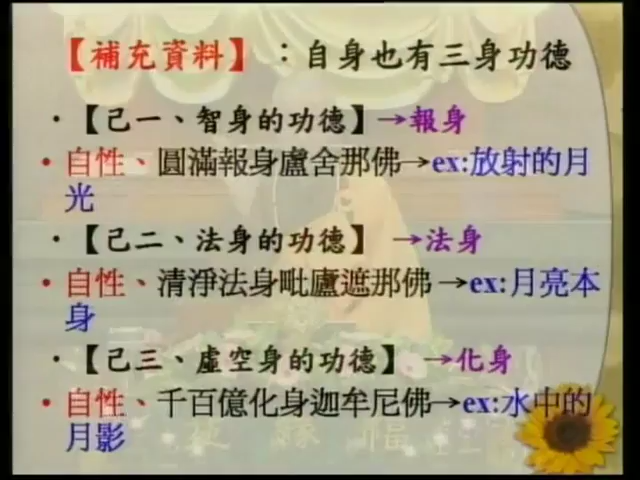 【補充資料】：自身也有三身功德
·【己一、智身的功德】→報身
•自性、圓滿報身盧舍那佛→ex:放射的月
光
·【己二、法身的功德】 →法身
•自性、清淨法身毗盧遮那佛 →ex:月亮本
身
·【己三、虛空身的功德】 →化身
•自性、千百億化身迦牟尼佛→ex:水中的
月影